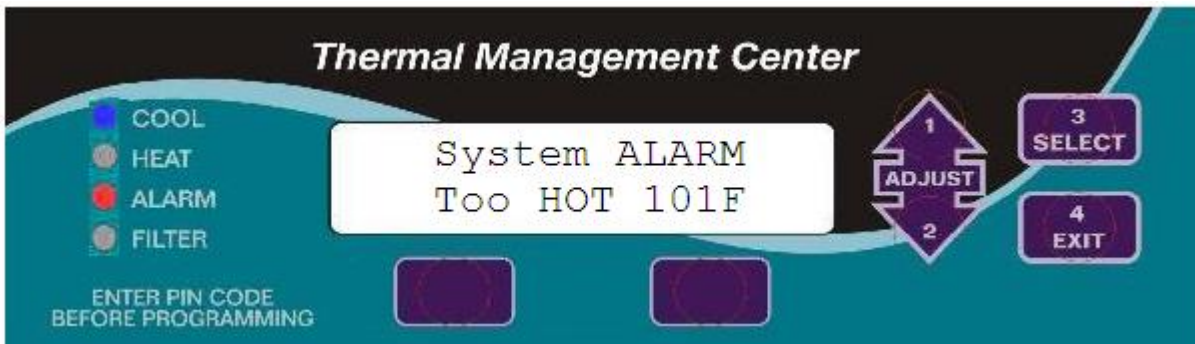 Thermal Management Center
COOL
HEAT
ALARM
FILTER
System ALARM
Too HOT 101F
1
ADJUST
2
3
SELECT
4
EXIT
ENTER PIN CODE
BEFORE PROGRAMMING